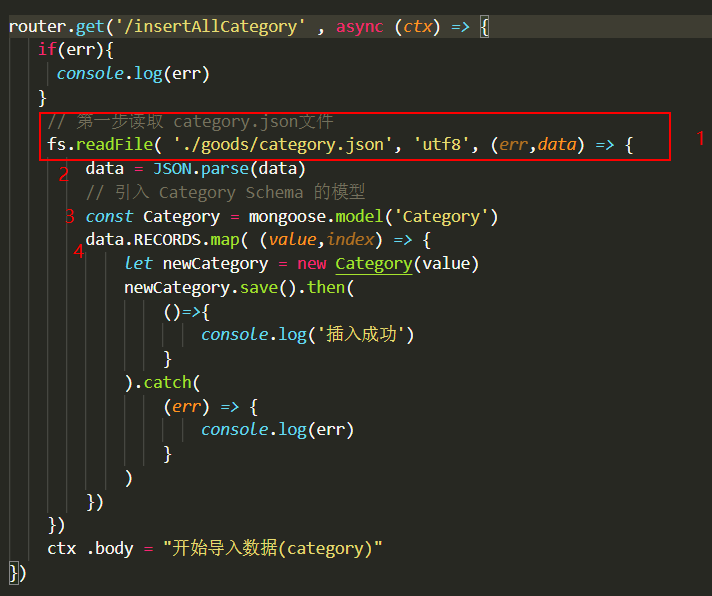 router.get('/insertAllCategory' , async (ctx) => {
if(err){
console.log(err)
}
// 第一步读取 category.json文件
fs.readFile( './goods/category.json', 'utf8', (err,data) => {
1
2 data = JSON.parse(data)
// 引入 Category Schema 的模型
3 const Category = mongoose.model('Category')
4 data.RECORDS.map( (value,index) => {
let newCategory = new Category(value)
newCategory.save().then(
()=>{
console.log('插入成功')
}
).catch(
(err) => {
console.log(err)
}
)
})
})
ctx .body = "开始导入数据(category)"
})